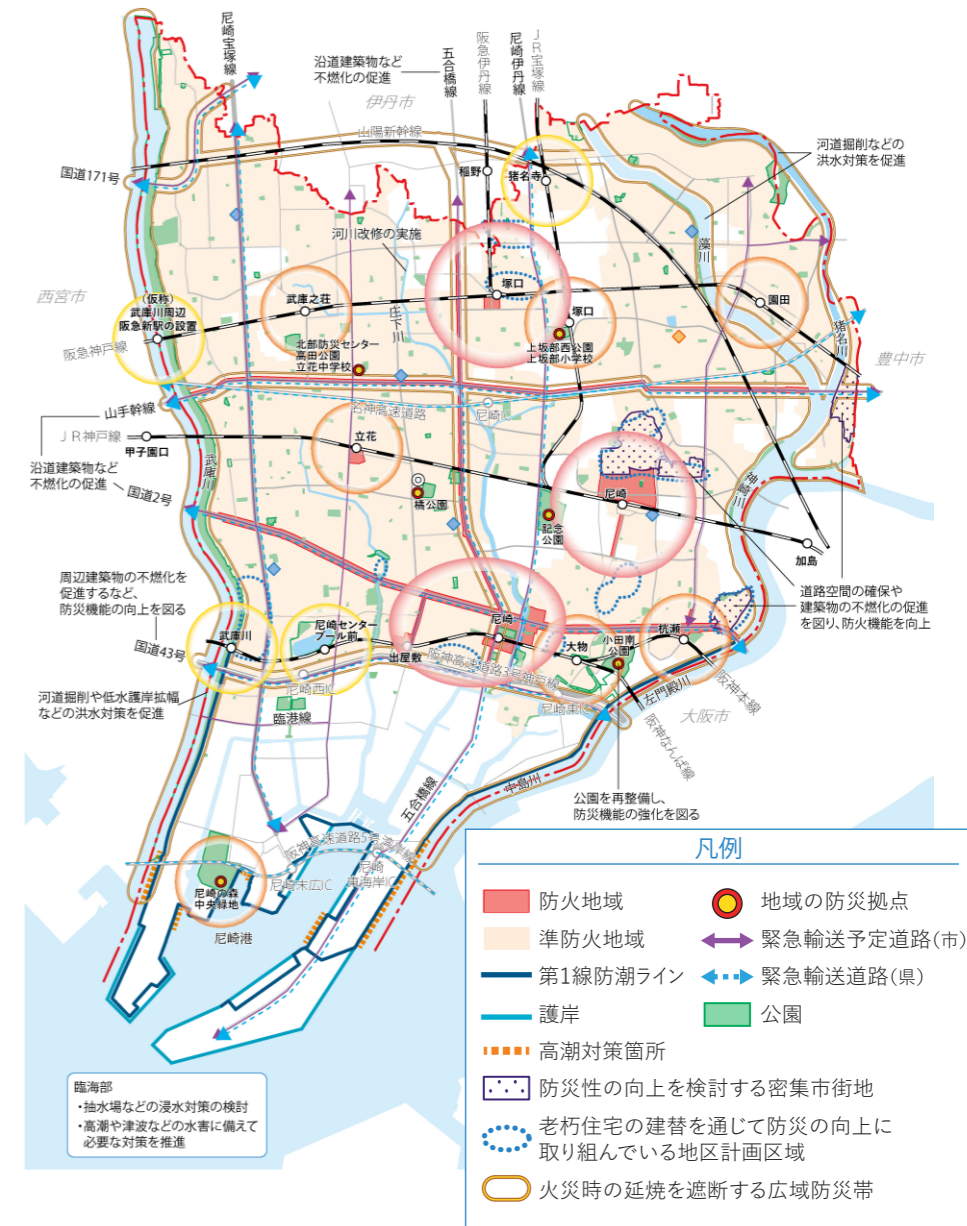 尼崎宝塚線
沿道建築物など
不燃化の促進
五合橋線
阪急伊丹線
尼崎伊丹線
JR宝塚線
伊丹市
山陽新幹線
河道掘削などの
洪水対策を促進
国道171号
稲野
猪名寺
河川改修の実施
藻川
西宮市
(仮称)
武庫川周辺
阪急新駅の設置
武庫之荘
庄下川
塚口
塚口
園田
猪名川
阪急神戸線
北部防災センター
高田公園
立花中学校
上坂部西公園
上坂部小学校
豊中市
山手幹線
名神高速道路
尼崎IC
JR神戸線
甲子園口
立花
沿道建築物など
不燃化の促進
国道2号
武庫川
橘公園
記念
公園
尼崎
神崎川
加島
周辺建築物の不燃化を
促進するなど、
防災機能の向上を図る
道路空間の確保や
建築物の不燃化の促進
を図り、防火機能を向上
国道43号
武庫川
尼崎センター
プール前
出屋敷
尼崎
大物
小田南
公園
杭瀬
阪神高速道路3号神戸線
尼崎西IC
尼崎東IC
左門殿川
阪神本線
大阪市
阪神なんば線
河道掘削や低水護岸拡幅
などの洪水対策を促進
臨港線
中島川
五合橋線
公園を再整備し、
防災機能の強化を図る
阪神高速道路5号湾岸線
尼崎末広IC
尼崎
東海岸IC
尼崎の森
中央緑地
尼崎港
臨海部
・抽水場などの浸水対策の検討
・高潮や津波などの水害に備えて
必要な対策を推進
凡例
防火地域
地域の防災拠点
準防火地域
緊急輸送予定道路(市)
第1線防潮ライン
緊急輸送道路(県)
護岸
公園
高潮対策箇所
防災性の向上を検討する密集市街地
老朽住宅の建替を通じて防災の向上に
取り組んでいる地区計画区域
火災時の延焼を遮断する広域防災帯